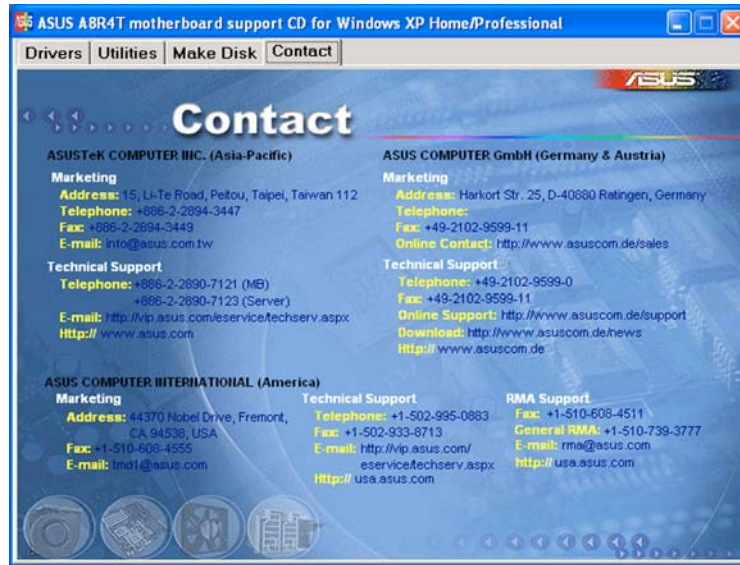 ASUS A8R4T motherboard support CD for Windows XP Home/Professional
Drivers Utilities Make Disk Contact
ASUS
Contact
ASUSTeK COMPUTER INC. (Asia-Pacific)
Marketing
Address: 15, Li-Te Road, Peitou, Taipei, Taiwan 112
Telephone: +886-2-2894-3447
Fax: +886-2-2894-3449
E-mail: info@asus.com.tw
Technical Support
Telephone: +886-2-2890-7121 (MB)
+886-2-2890-7123 (Server)
E-mail: http://vip.asus.com/eservice/techserv.aspx
Http:// www.asus.com
ASUS COMPUTER GmbH (Germany & Austria)
Marketing
Address: Harkort Str. 25, D-40880 Ratingen, Germany
Telephone:
Fax: +49-2102-9599-11
Online Contact: http://www.asuscom.de/sales
Technical Support
Telephone: +49-2102-9599-0
Fax: +49-2102-9599-11
Online Support: http://www.asuscom.de/support
Download: http://www.asuscom.de/news
Http:// www.asuscom.de
ASUS COMPUTER INTERNATIONAL (America)
Marketing
Address: 44370 Nobel Drive, Fremont,
CA 94538, USA
Fax: +1-510-608-4555
E-mail: tmd1@asus.com
Technical Support
Telephone: +1-502-995-0883
Fax: +1-502-933-8713
E-mail: http://vip.asus.com/
eservice/techserv.aspx
Http:// usa.asus.com
RMA Support
Fax: +1-510-608-4511
General RMA: +1-510-739-3777
E-mail: rma@asus.com
http:// usa.asus.com